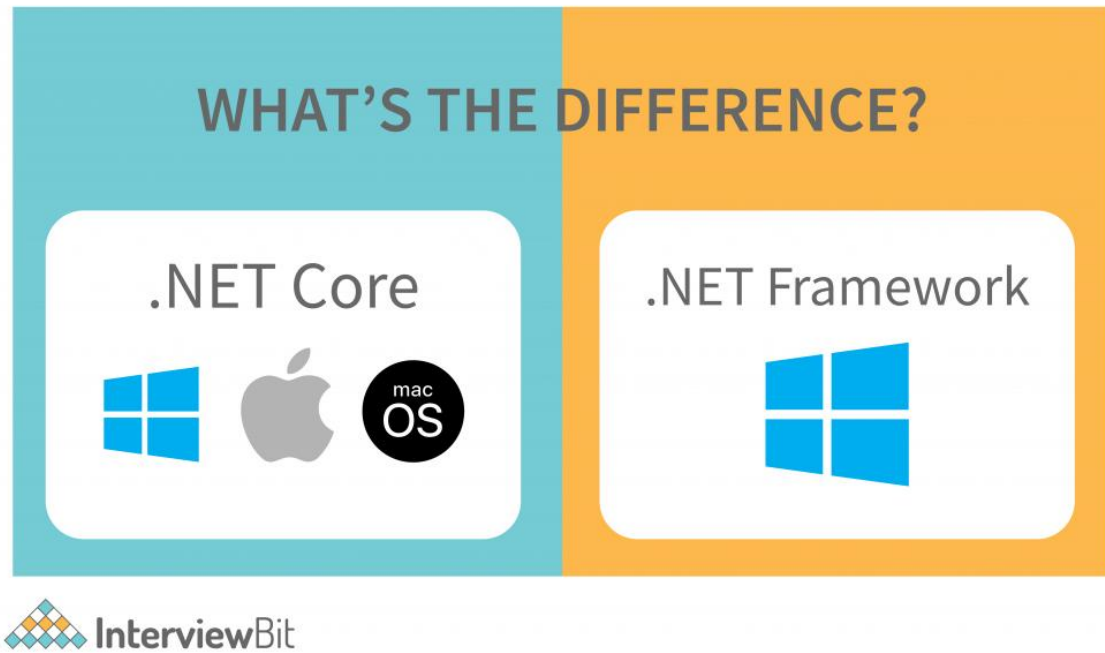 WHAT’S THE DIFFERENCE?
.NET Core
mac
OS
.NET Framework
InterviewBit